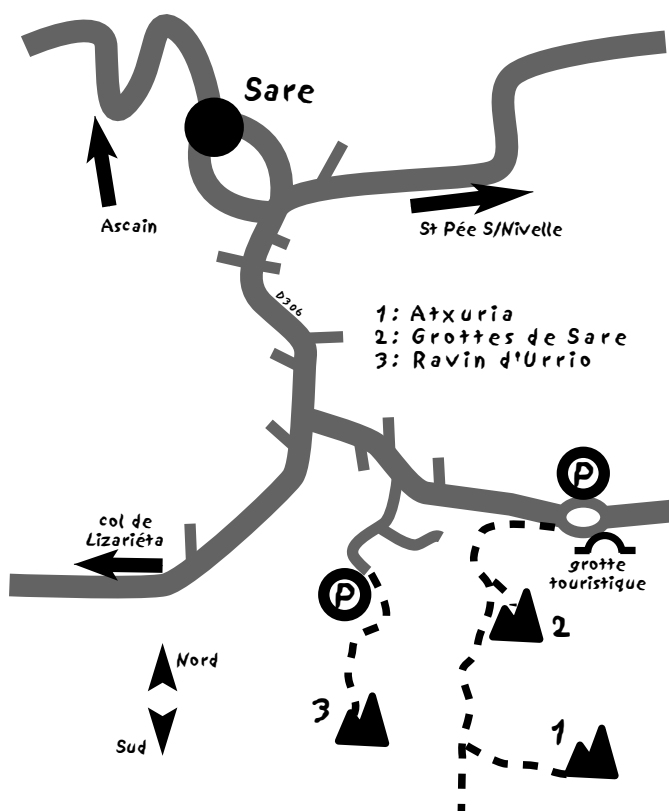 Sare
Ascain
St Pée S/Nivelle
D306
1: Atxuria
2: Grottes de Sare
3: Ravin d'Urrio
P
col de
Lizariéta
grotte
touristique
P
2
Nord
3
1
Sud